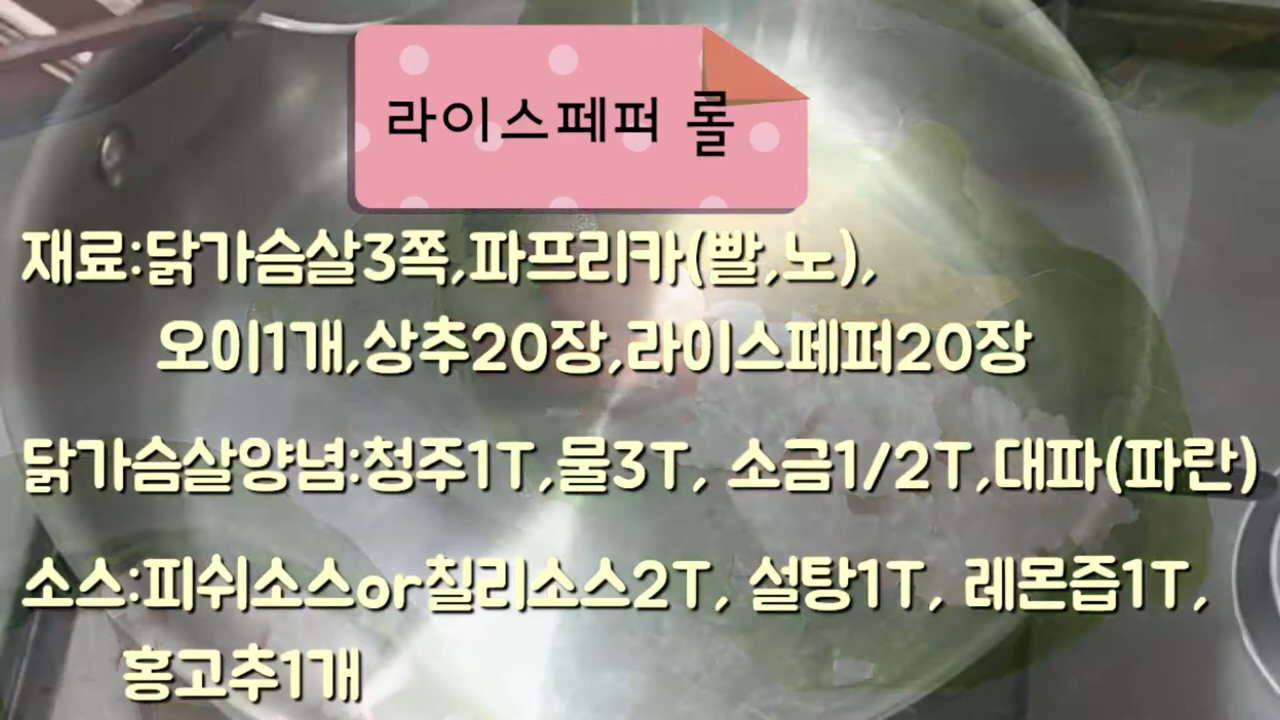 라이스페퍼 롤
재료:닭가슴살3쪽,파프리카(빨,노),
오이1개,상추20장,라이스페퍼20장
닭가슴살양념:청주1T,물3T, 소금1/2T,대파(파란)
소스:피쉬소스or칠리소스2T, 설탕1T, 레몬즙1T,
홍고추1개